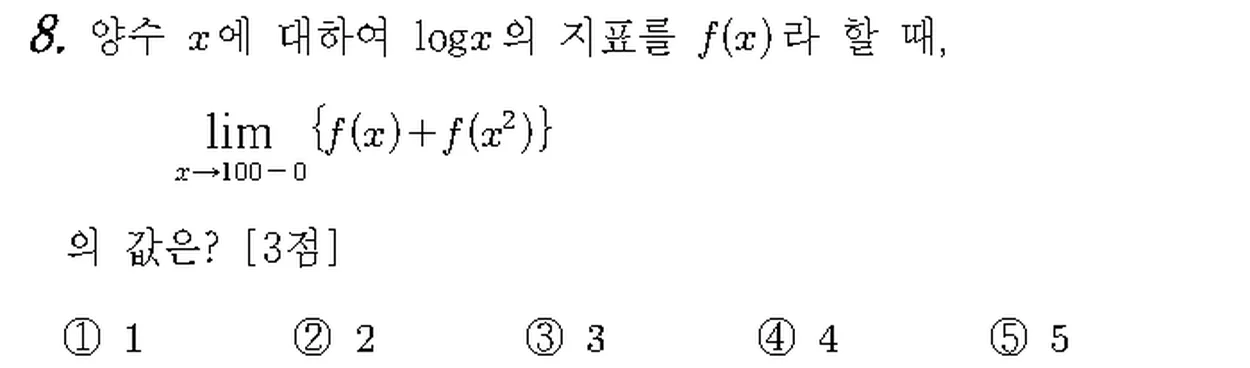 8. 양수 x에 대하여 logx의 지표를 f(x)라 할 때,
lim {f(x)+f(x²)}
x→100-0
의 값은? [3점]
① 1 ② 2 ③ 3 ④ 4 ⑤ 5